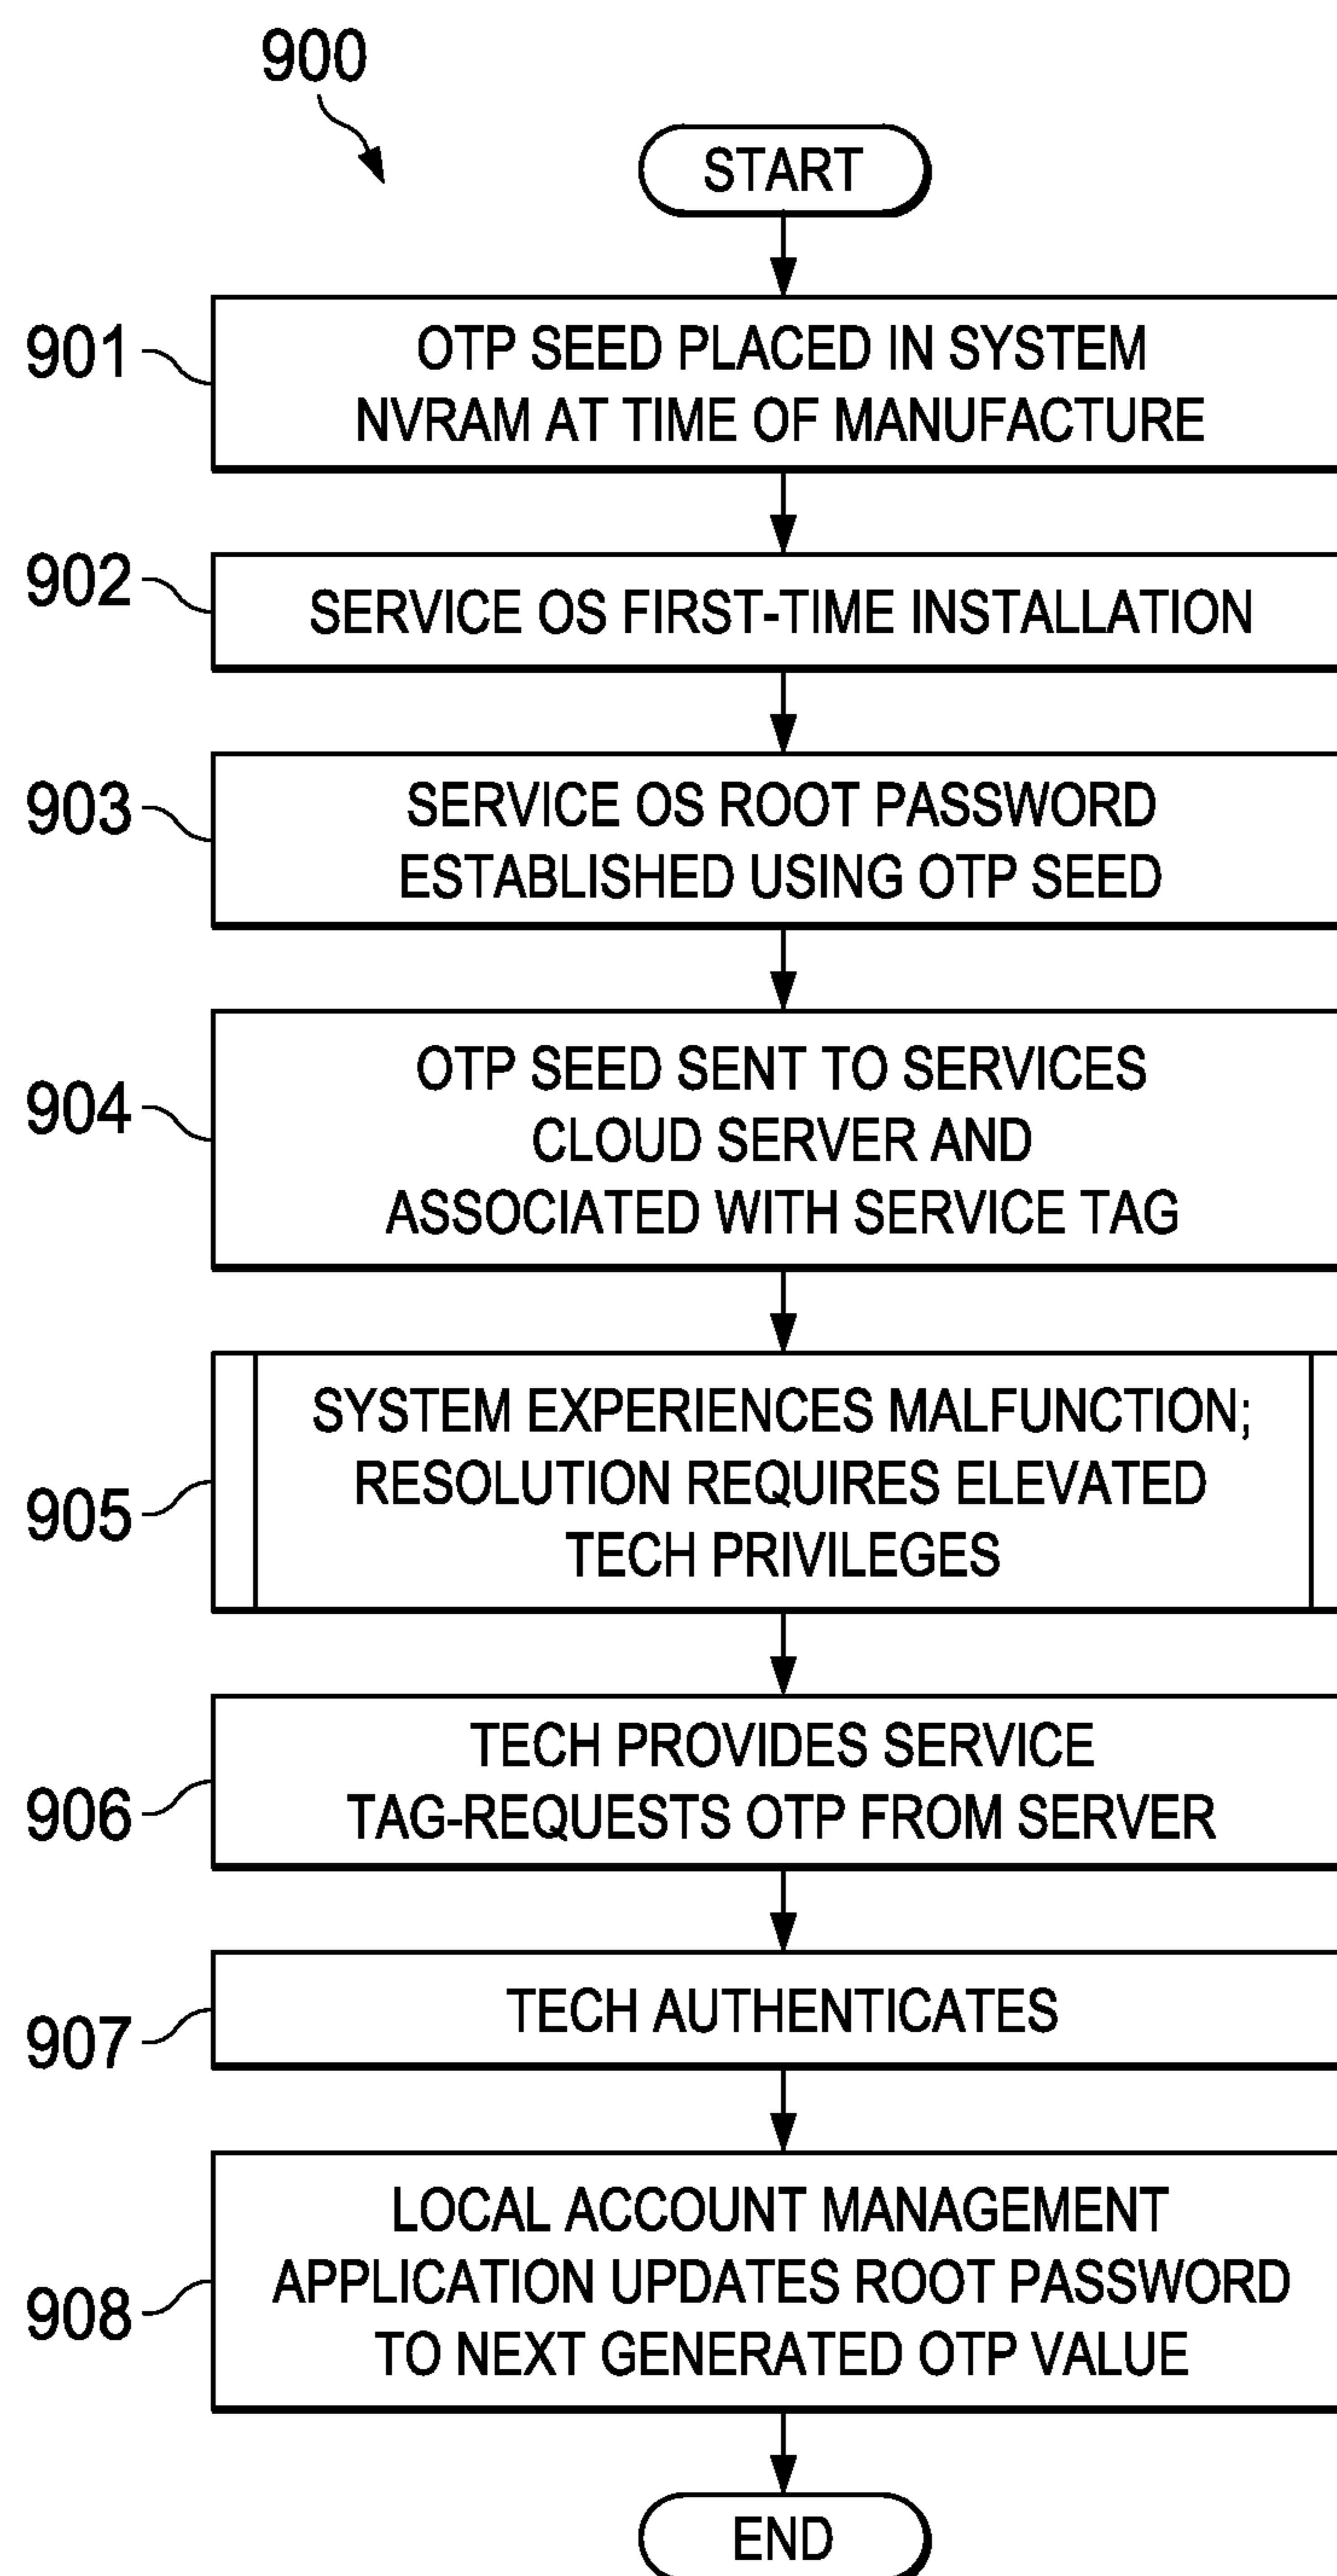 900
START
901
OTP SEED PLACED IN SYSTEM
NVRAM AT TIME OF MANUFACTURE
902
SERVICE OS FIRST-TIME INSTALLATION
903
SERVICE OS ROOT PASSWORD
ESTABLISHED USING OTP SEED
904
OTP SEED SENT TO SERVICES
CLOUD SERVER AND
ASSOCIATED WITH SERVICE TAG
905
SYSTEM EXPERIENCES MALFUNCTION;
RESOLUTION REQUIRES ELEVATED
TECH PRIVILEGES
906
TECH PROVIDES SERVICE
TAG-REQUESTS OTP FROM SERVER
907
TECH AUTHENTICATES
908
LOCAL ACCOUNT MANAGEMENT
APPLICATION UPDATES ROOT PASSWORD
TO NEXT GENERATED OTP VALUE
END